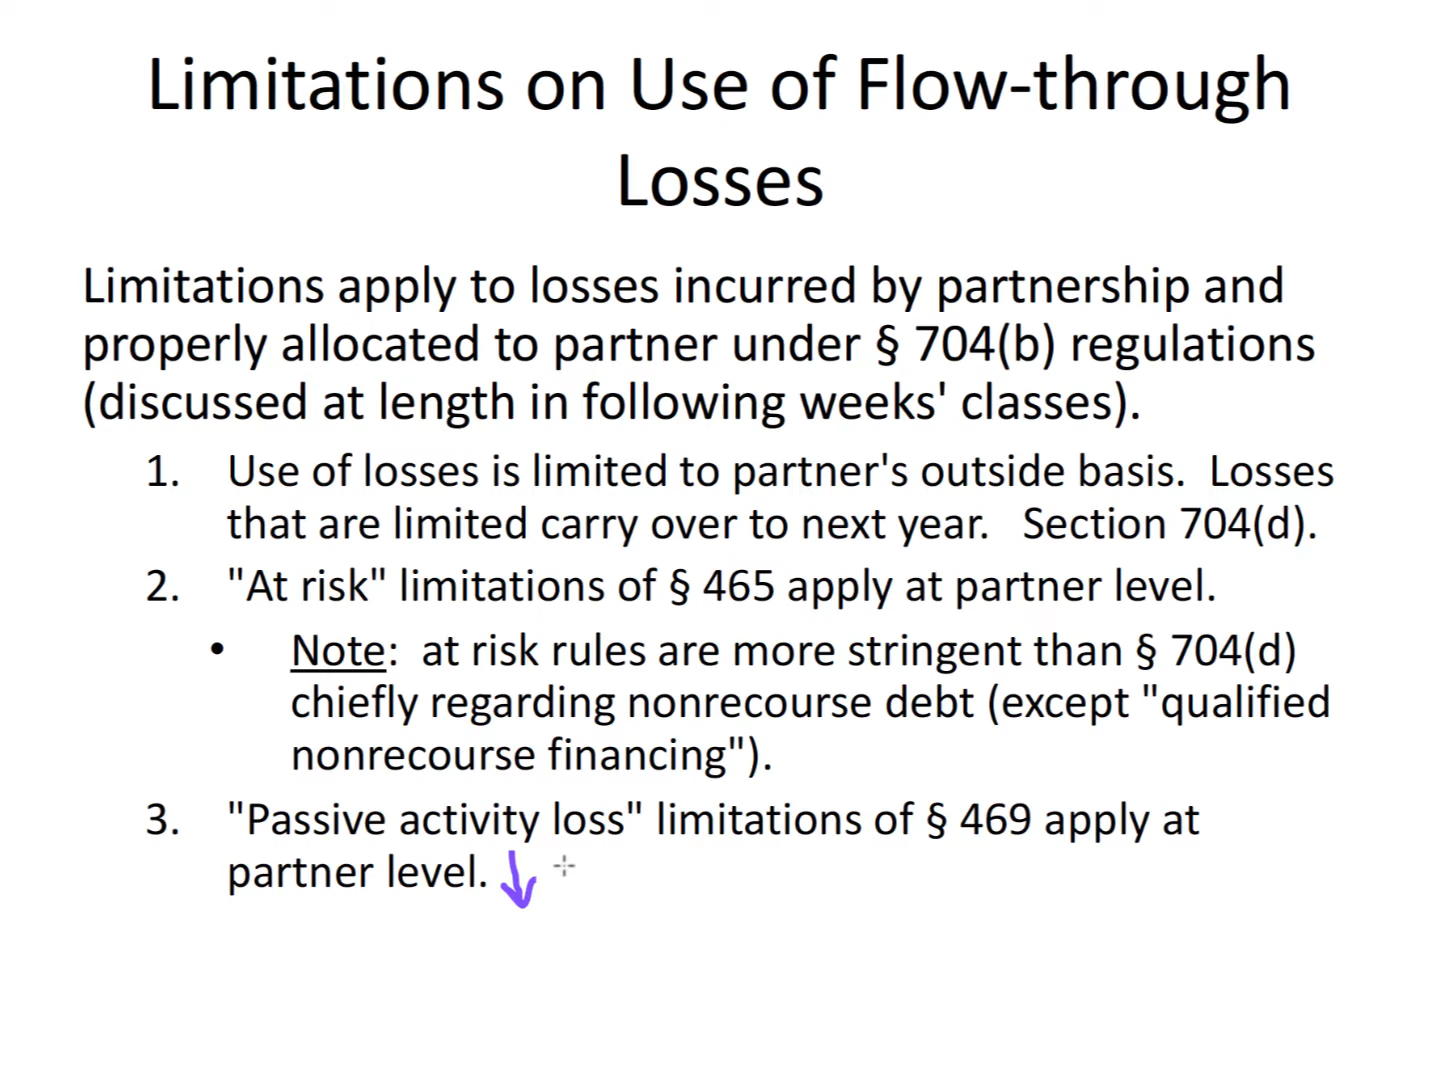 Limitations on Use of Flow-through
Losses
Limitations apply to losses incurred by partnership and
properly allocated to partner under § 704(b) regulations
(discussed at length in following weeks' classes).
1. Use of losses is limited to partner's outside basis.  Losses
that are limited carry over to next year.   Section 704(d).
2. "At risk" limitations of § 465 apply at partner level.
• Note:  at risk rules are more stringent than § 704(d)
chiefly regarding nonrecourse debt (except "qualified
nonrecourse financing").
3. "Passive activity loss" limitations of § 469 apply at
partner level.